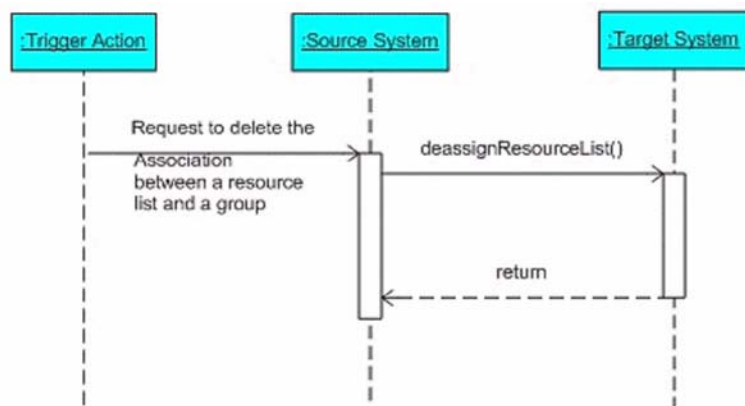 :Trigger Action
:Source System
:Target System
Request to delete the
Association
between a resource
list and a group
deassignResourceList()
return